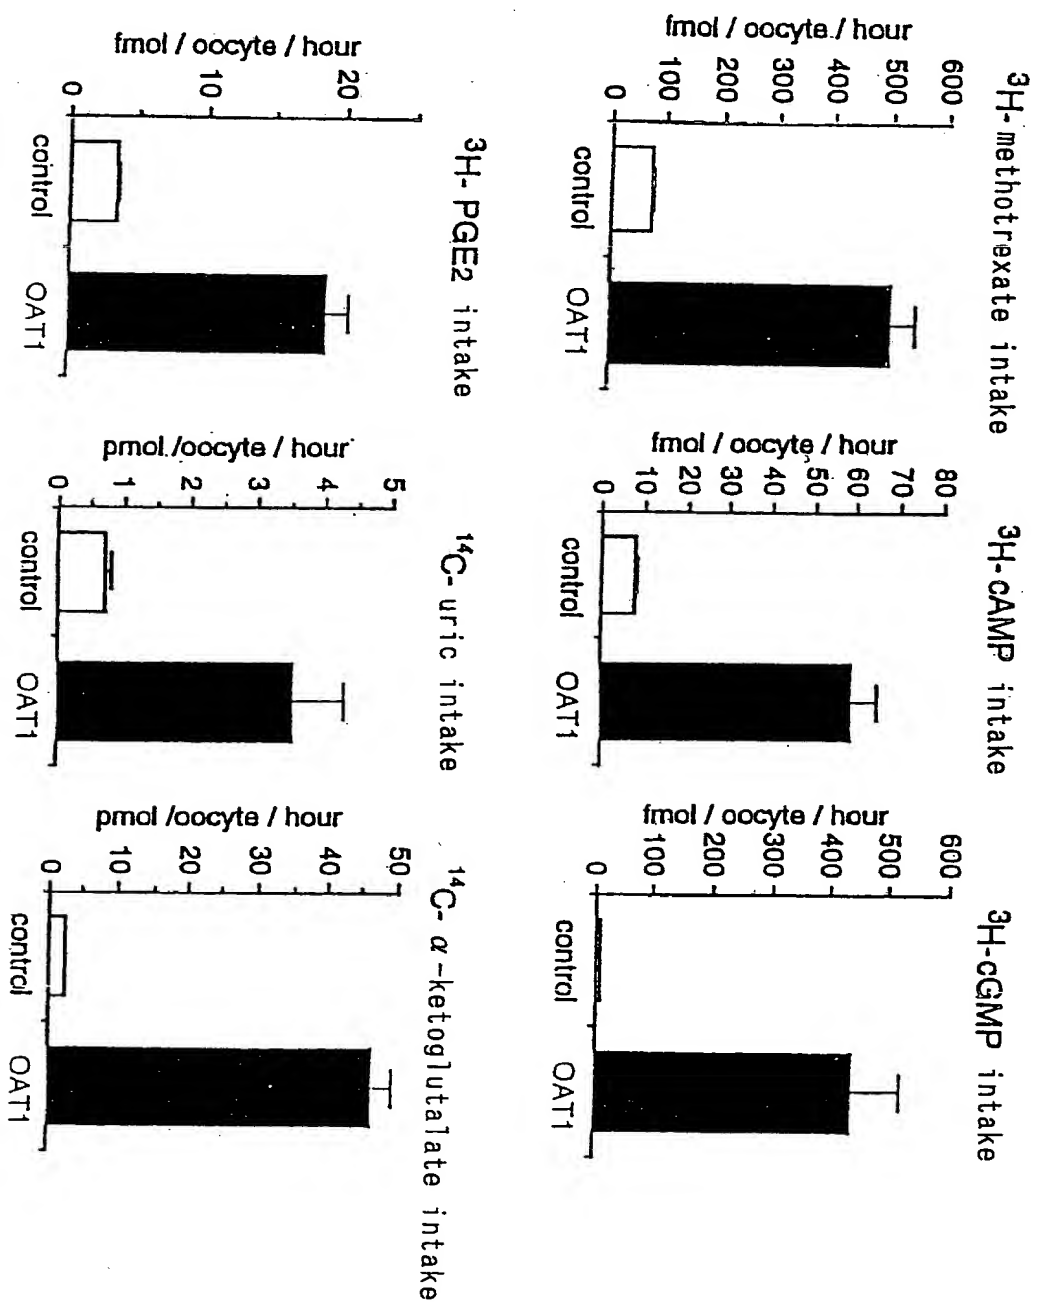 ³H-methotrexate intake
fmol / oocyte / hour
600
500
400
300
200
100
0
control
OAT1
³H-cAMP intake
fmol / oocyte / hour
80
70
60
50
40
30
20
10
0
control
OAT1
³H-cGMP intake
fmol / oocyte / hour
600
500
400
300
200
100
0
control
OAT1
³H- PGE2 intake
fmol / oocyte / hour
20
10
0
control
OAT1
¹⁴C- uric intake
pmol /oocyte / hour
5
4
3
2
1
0
control
OAT1
¹⁴C- α-ketoglutalate intake
pmol /oocyte / hour
50
40
30
20
10
0
control
OAT1